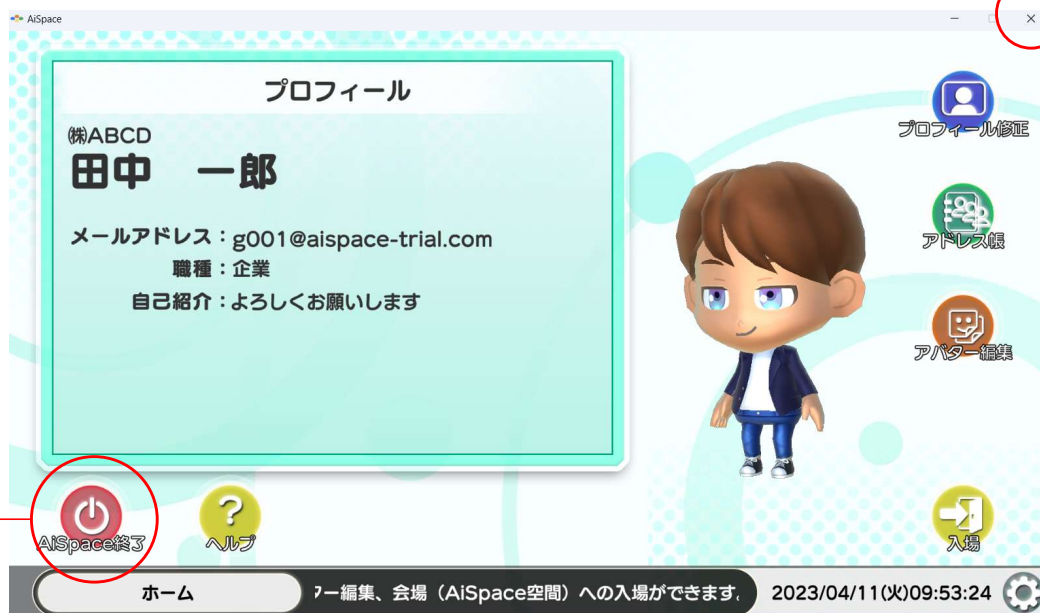 AiSpace
プロフィール
㈱ABCD
田中　一郎
メールアドレス：g001@aispace-trial.com
職種：企業
自己紹介：よろしくお願いします
プロフィール修正
アドレス帳
アバター編集
AiSpace終了
ヘルプ
入場
ホーム
ター編集、会場（AiSpace空間）への入場ができます。
2023/04/11(火)09:53:24